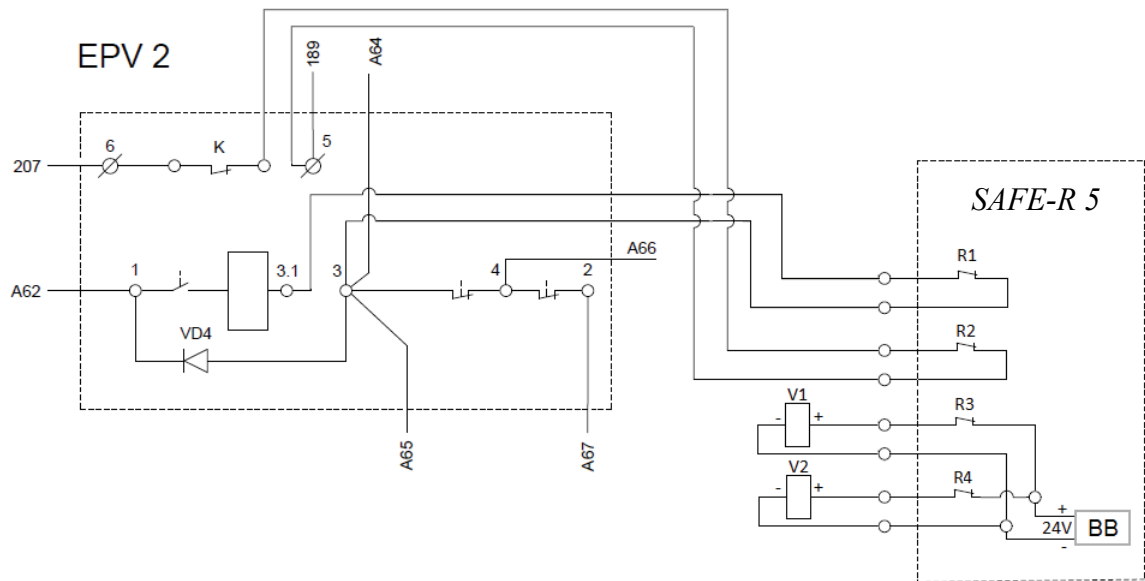 EPV 2
189
A64
6
K
5
207
SAFE-R 5
A66
R1
1
3.1
3
4
2
A62
VD4
R2
V1
R3
- +
A65
A67
V2
R4
- +
+
24V
BB
-